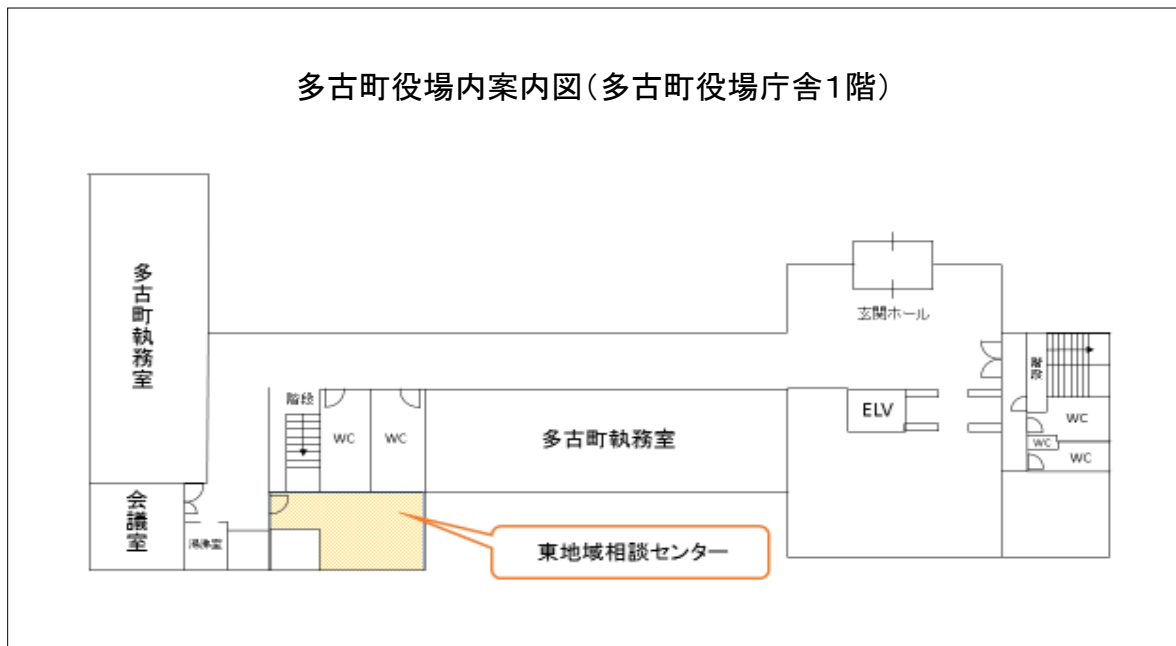 多古町役場内案内図(多古町役場庁舎1階)
多古町執務室
玄関ホール
階段
階段
ELV
WC
WC
多古町執務室
WC
WC
WC
会議室
湯沸室
東地域相談センター